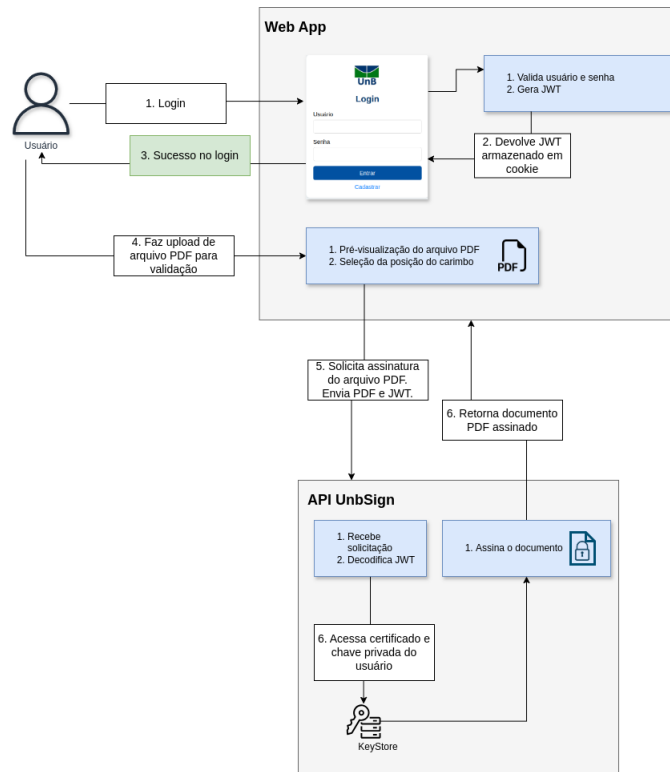 Web App
UnB
Login
Usuário
Senha
Entrar
Cadastrar
1. Login
1. Valida usuário e senha
2. Gera JWT
Usuário
3. Sucesso no login
2. Devolve JWT
armazenado em
cookie
4. Faz upload de
arquivo PDF para
validação
1. Pré-visualização do arquivo PDF
2. Seleção da posição do carimbo
PDF
5. Solicita assinatura
do arquivo PDF.
Envia PDF e JWT.
6. Retorna documento
PDF assinado
API UnbSign
1. Recebe
solicitação
2. Decodifica JWT
1. Assina o documento
6. Acessa certificado e
chave privada do
usuário
KeyStore